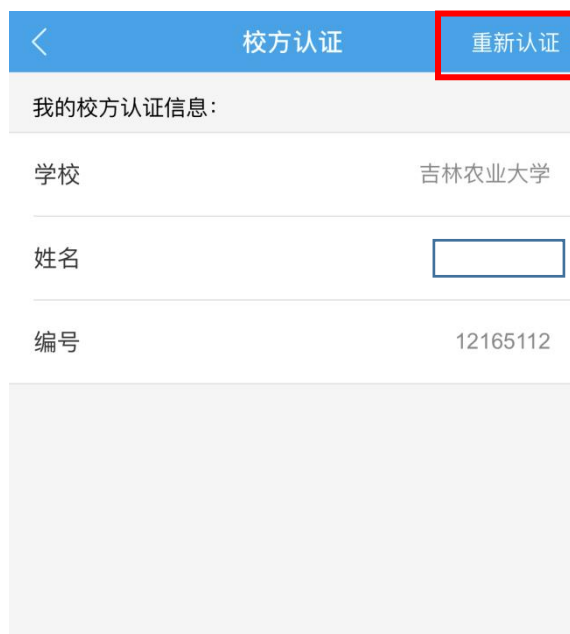 校方认证 重新认证
我的校方认证信息：
学校 吉林农业大学
姓名
编号 12165112